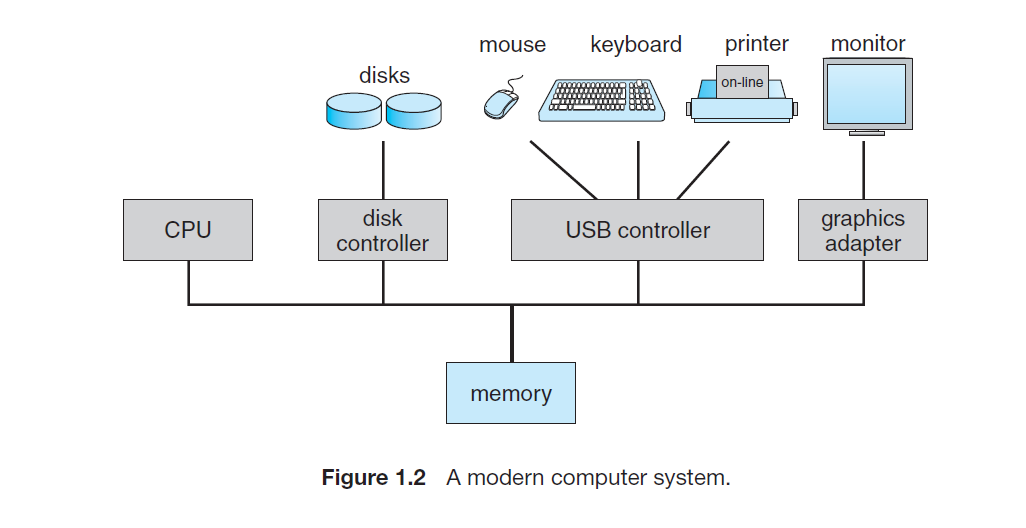 mouse keyboard printer monitor
disks
on-line
CPU
disk
controller
USB controller
graphics
adapter
memory
Figure 1.2 A modern computer system.